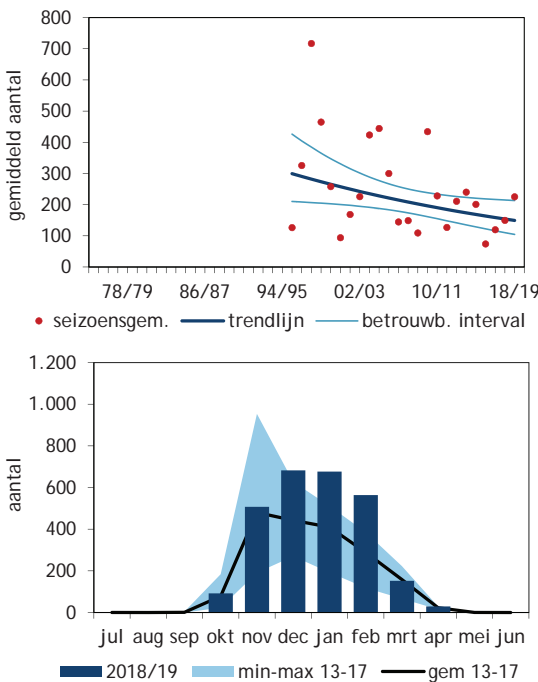 800
700
600
500
400
300
200
100
0
gemiddeld aantal
78/79 86/87 94/95 02/03 10/11 18/19
seizoensgem. trendlijn betrouwb. interval
1.200
1.000
800
600
400
200
0
aantal
jul aug sep okt nov dec jan feb mrt apr mei jun
2018/19 min-max 13-17 gem 13-17